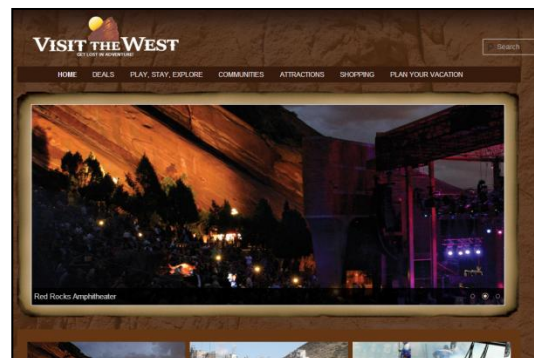 VISIT THE WEST
GET LOST IN ADVENTURE!
Search
HOME DEALS PLAY, STAY, EXPLORE COMMUNITIES ATTRACTIONS SHOPPING PLAN YOUR VACATION
Red Rocks Amphitheater